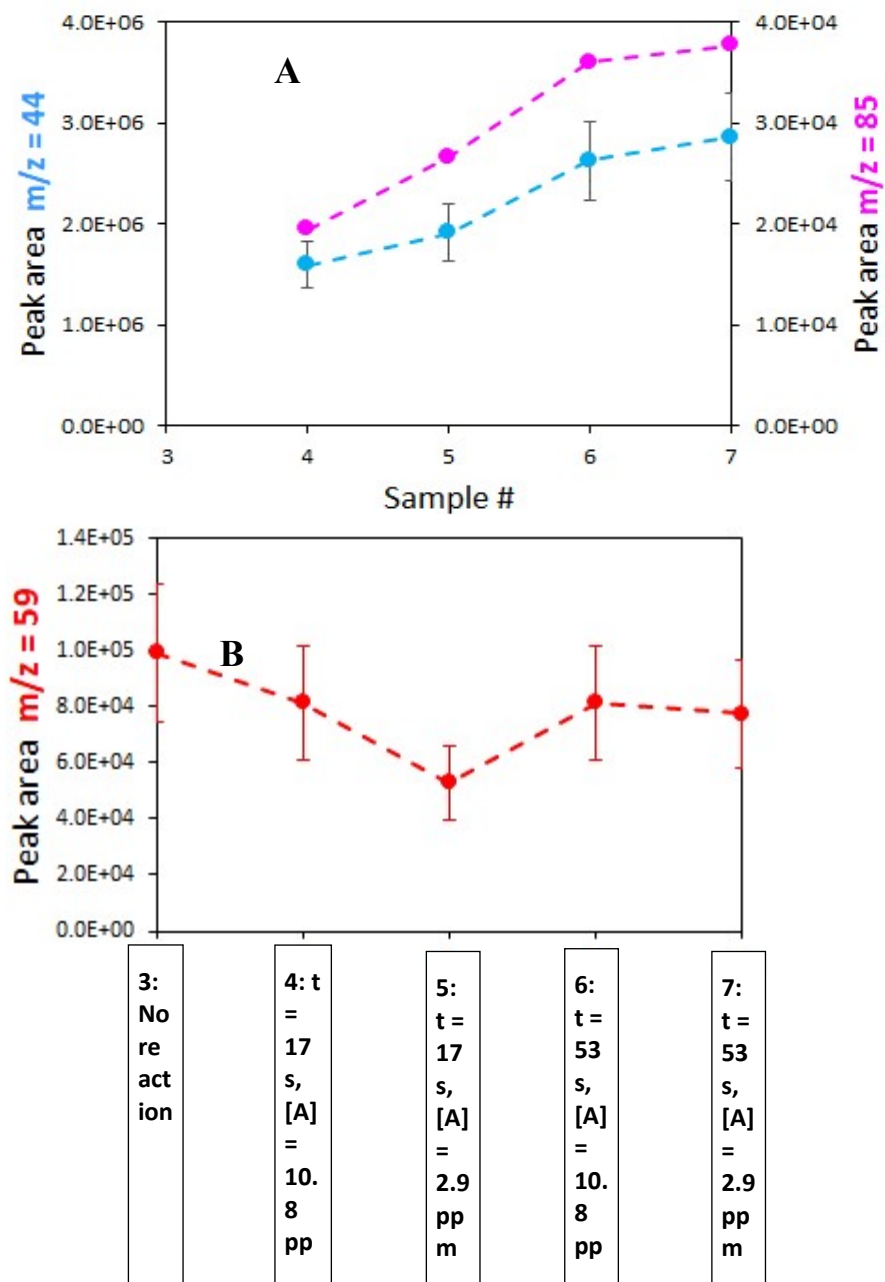 4.0E+06
3.0E+06
2.0E+06
1.0E+06
0.0E+00
Peak area m/z = 44
A
4.0E+04
3.0E+04
2.0E+04
1.0E+04
0.0E+00
Peak area m/z = 85
3 4 5 6 7
Sample #
1.4E+05
1.2E+05
1.0E+05
8.0E+04
6.0E+04
4.0E+04
2.0E+04
0.0E+00
Peak area m/z = 59
B
3:
No
re
act
ion
4: t
=
17
s,
[A]
=
10.
8
pp
5:
t =
17
s,
[A]
=
2.9
pp
m
6:
t =
53
s,
[A]
=
10.
8
pp
7:
t =
53
s,
[A]
=
2.9
pp
m